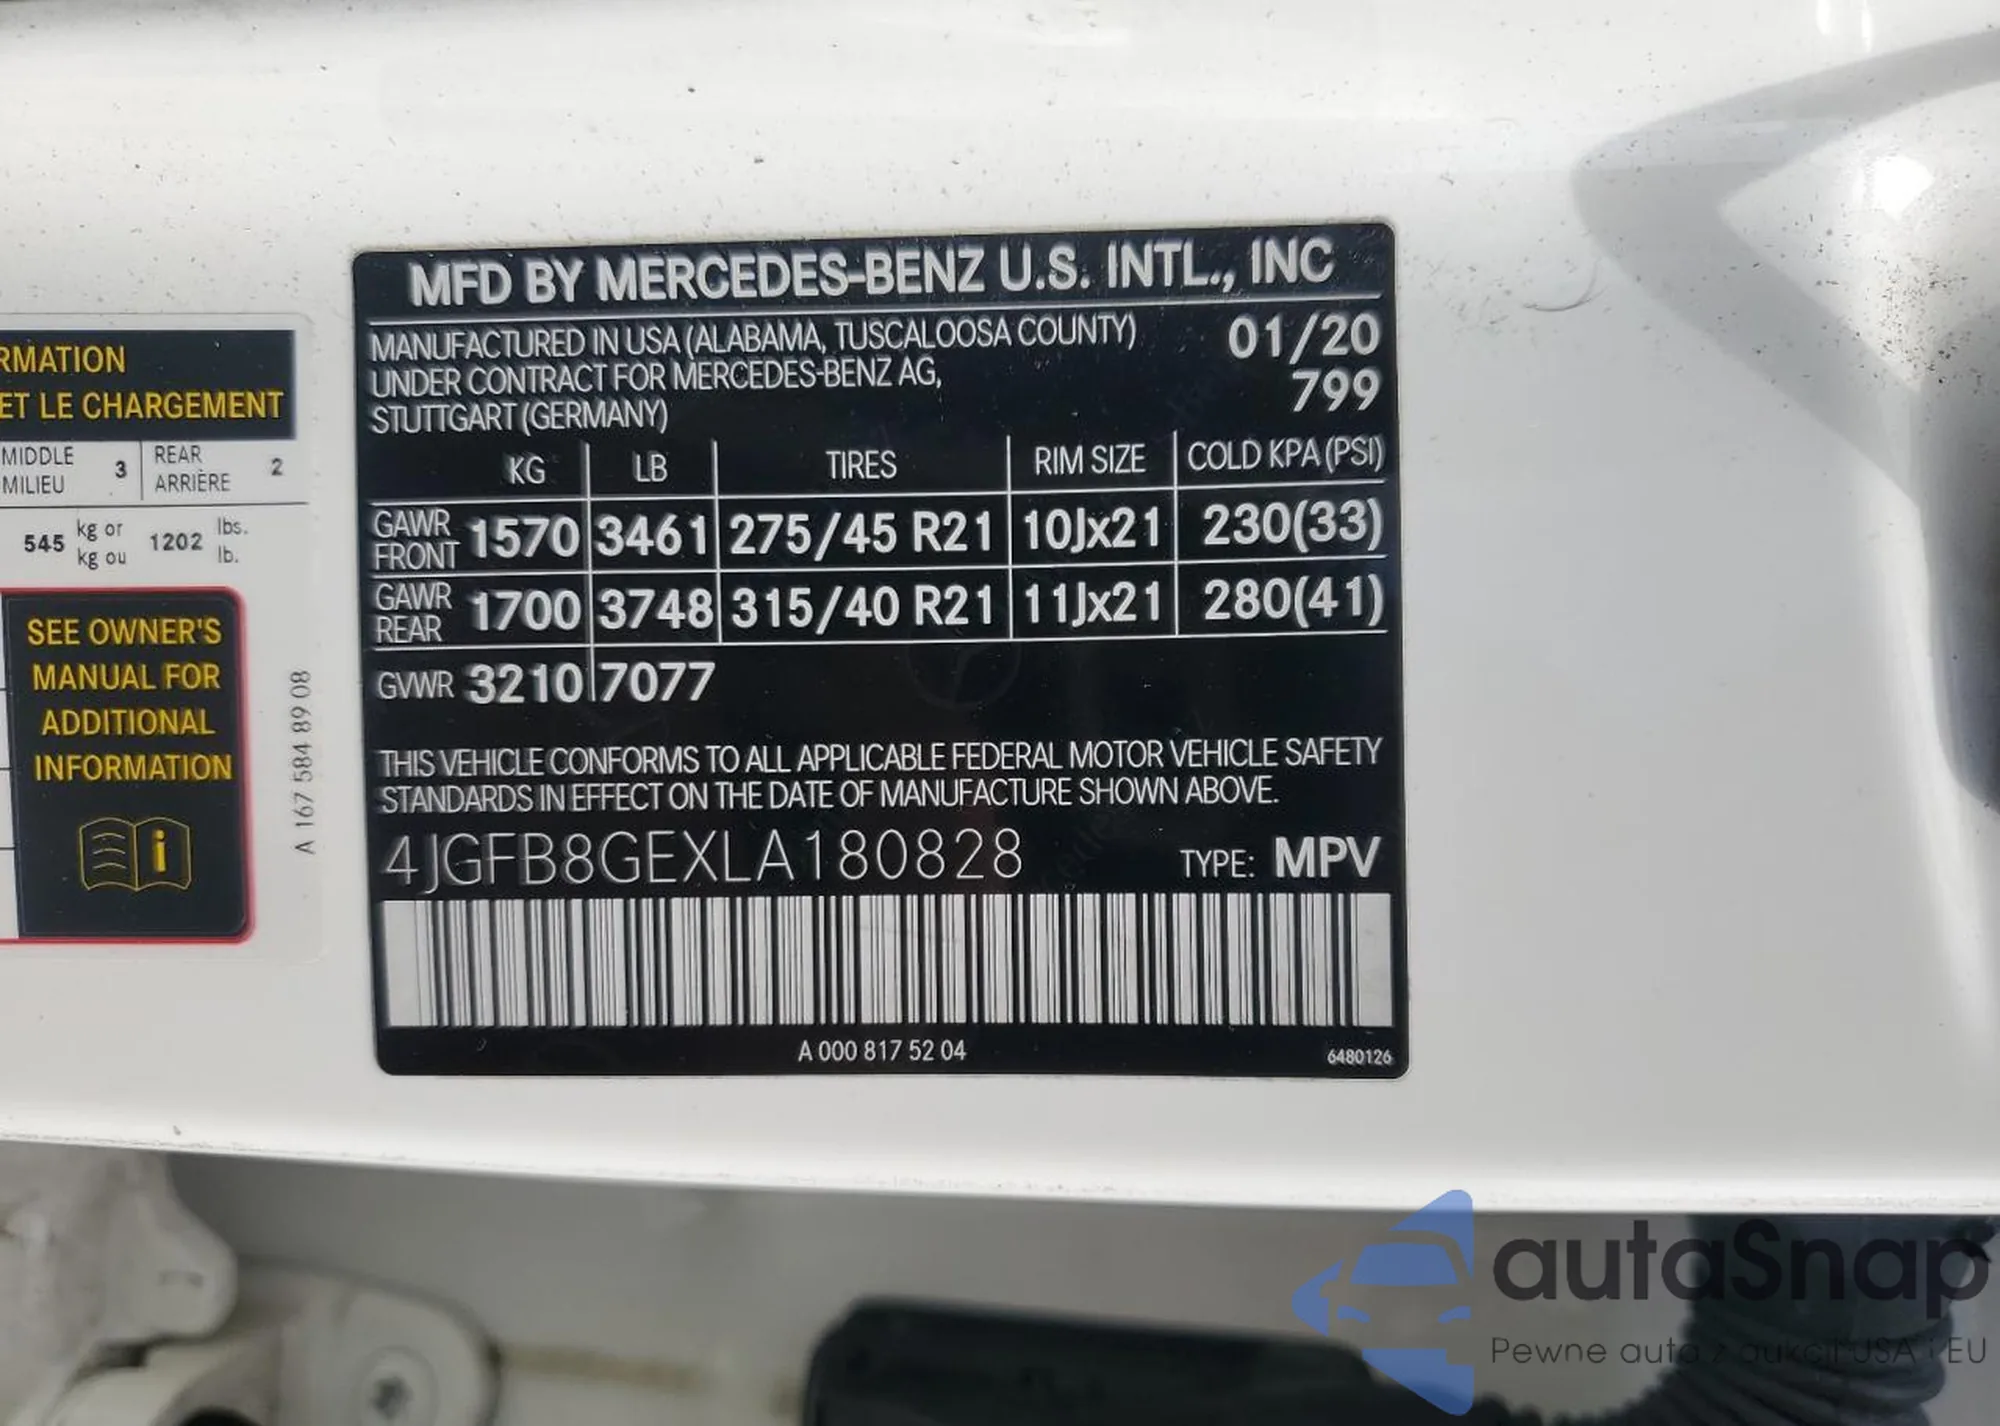 RMATION
ET LE CHARGEMENT
MIDDLE 3 REAR 2
MILIEU ARRIÈRE
545 kg or 1202 lbs.
kg ou lb.
SEE OWNER'S
MANUAL FOR
ADDITIONAL
INFORMATION
i
A 167 584 89 08
MFD BY MERCEDES-BENZ U.S. INTL., INC
MANUFACTURED IN USA (ALABAMA, TUSCALOOSA COUNTY) 01/20
UNDER CONTRACT FOR MERCEDES-BENZ AG, 799
STUTTGART (GERMANY)
KG LB TIRES RIM SIZE COLD KPA (PSI)
GAWR FRONT 1570 3461 275/45 R21 10Jx21 230(33)
GAWR REAR 1700 3748 315/40 R21 11Jx21 280(41)
GVWR 3210 7077
THIS VEHICLE CONFORMS TO ALL APPLICABLE FEDERAL MOTOR VEHICLE SAFETY
STANDARDS IN EFFECT ON THE DATE OF MANUFACTURE SHOWN ABOVE.
4JGFB8GEXLA180828 TYPE: MPV
A 000 817 52 04 6480126
autaSnap
Pewne auta z aukcji USA i EU